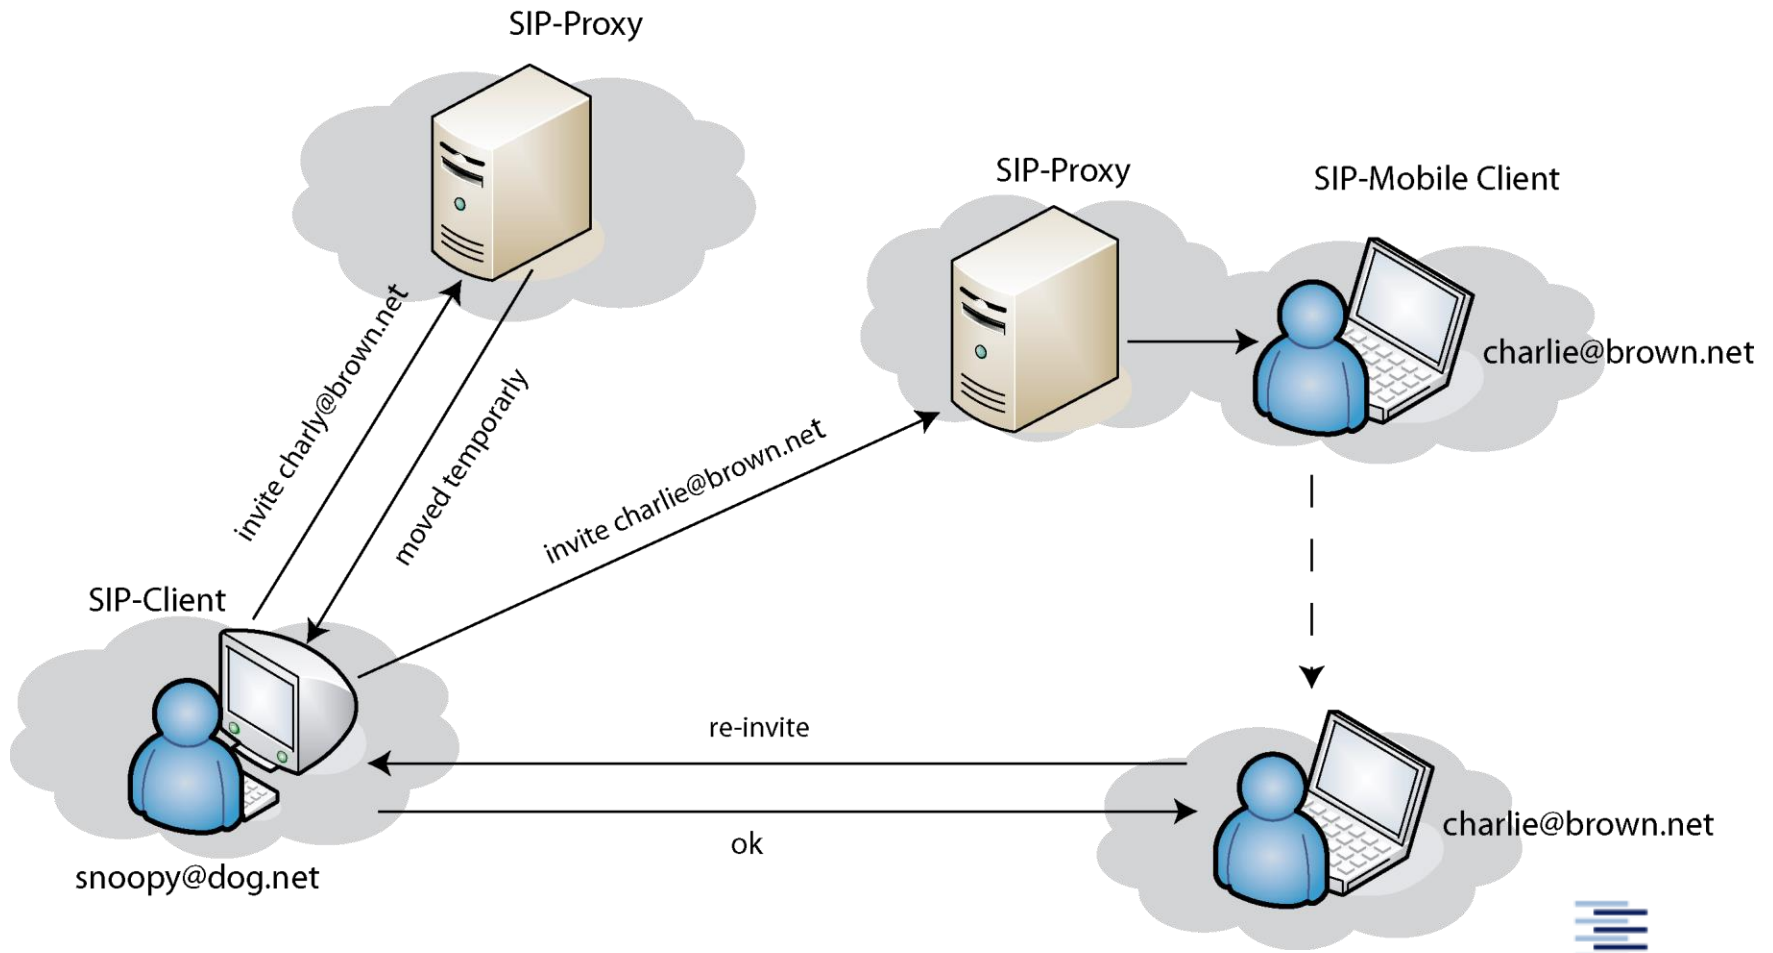 SIP-Proxy
SIP-Proxy
SIP-Mobile Client
charlie@brown.net
invite charly@brown.net
moved temporarly
invite charlie@brown.net
SIP-Client
re-invite
ok
charlie@brown.net
snoopy@dog.net